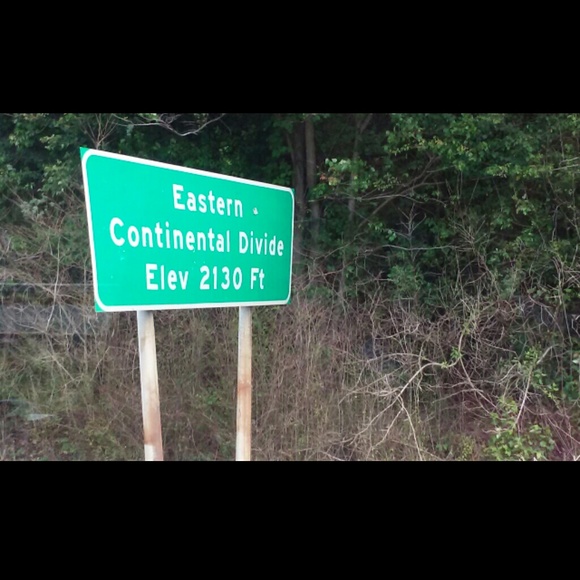 Eastern
Continental Divide
Elev 2130 Ft